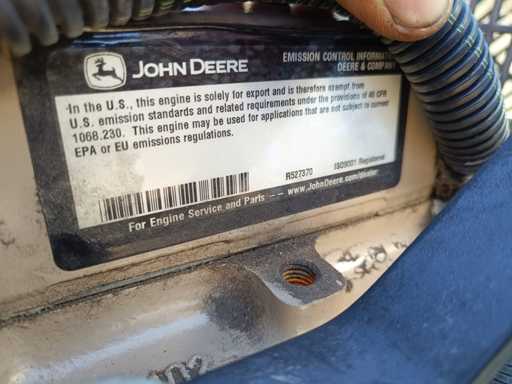 JOHN DEERE
EMISSION CONTROL INFORMATI
DEERE & COMPANY
In the U.S., this engine is solely for export and is therefore exempt from
U.S. emission standards and related requirements under the provisions of 40 CFR
1068.230. This engine may be used for applications that are not subject to current
EPA or EU emissions regulations.
R527370
ISO9001 Registered
For Engine Service and Parts -- www.JohnDeere.com/dealer